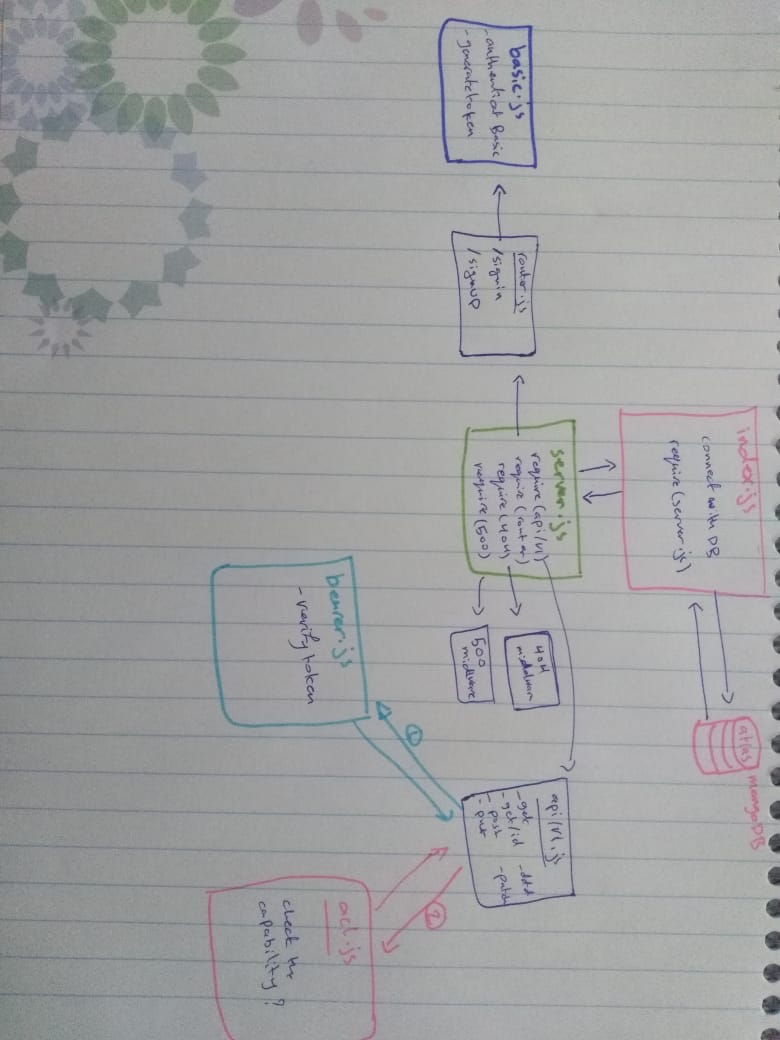 index.js
connect with DB
require(server.js)
atlas
mongoDB
server.js
require(api/v1)
require(router)
require(404)
require(500)
router.js
/signin
/signup
basic.js
- authenticat Basic
- generate token
404
middleware
500
middleware
api/v1.js
- get
- get/id
- post
- put
- patch
bearer.js
- verify token
①
②
acl.js
check the
capability?